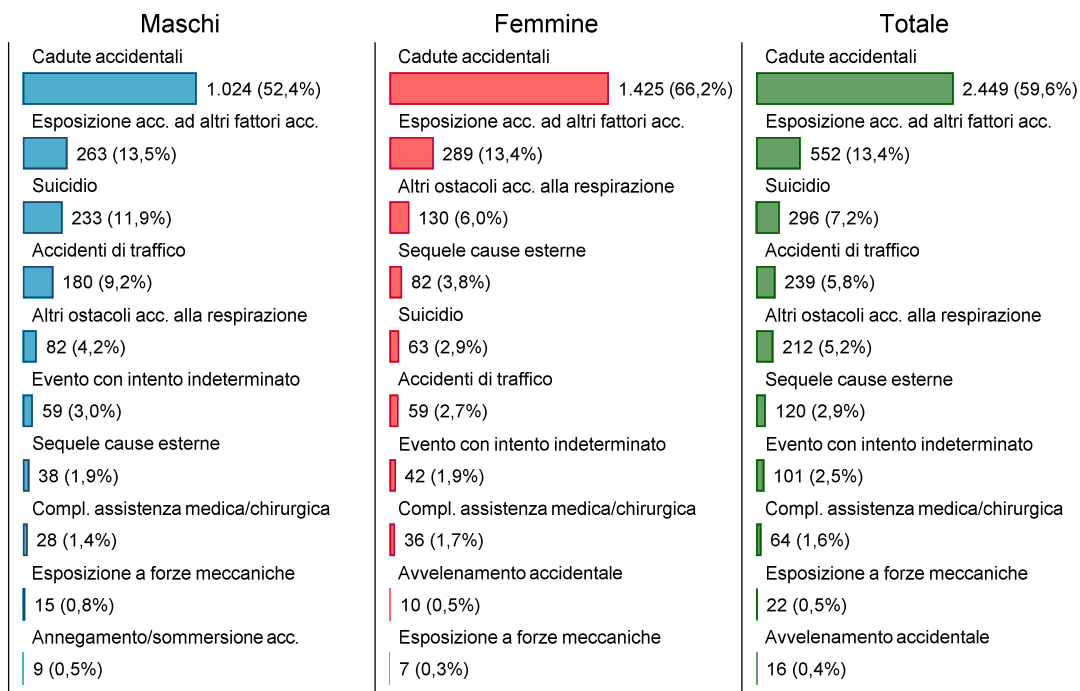 Maschi
Cadute accidentali
1.024 (52,4%)
Esposizione acc. ad altri fattori acc.
263 (13,5%)
Suicidio
233 (11,9%)
Accidenti di traffico
180 (9,2%)
Altri ostacoli acc. alla respirazione
82 (4,2%)
Evento con intento indeterminato
59 (3,0%)
Sequele cause esterne
38 (1,9%)
Compl. assistenza medica/chirurgica
28 (1,4%)
Esposizione a forze meccaniche
15 (0,8%)
Annegamento/sommersione acc.
9 (0,5%)
Femmine
Cadute accidentali
1.425 (66,2%)
Esposizione acc. ad altri fattori acc.
289 (13,4%)
Altri ostacoli acc. alla respirazione
130 (6,0%)
Sequele cause esterne
82 (3,8%)
Suicidio
63 (2,9%)
Accidenti di traffico
59 (2,7%)
Evento con intento indeterminato
42 (1,9%)
Compl. assistenza medica/chirurgica
36 (1,7%)
Avvelenamento accidentale
10 (0,5%)
Esposizione a forze meccaniche
7 (0,3%)
Totale
Cadute accidentali
2.449 (59,6%)
Esposizione acc. ad altri fattori acc.
552 (13,4%)
Suicidio
296 (7,2%)
Accidenti di traffico
239 (5,8%)
Altri ostacoli acc. alla respirazione
212 (5,2%)
Sequele cause esterne
120 (2,9%)
Evento con intento indeterminato
101 (2,5%)
Compl. assistenza medica/chirurgica
64 (1,6%)
Esposizione a forze meccaniche
22 (0,5%)
Avvelenamento accidentale
16 (0,4%)